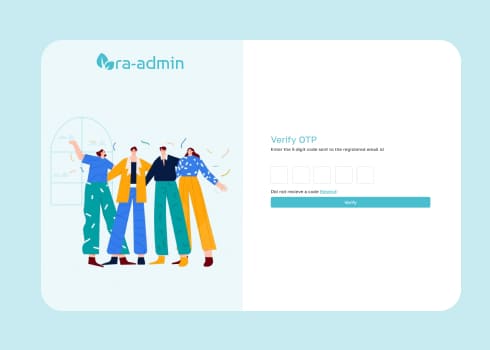 ra-admin
Verify OTP
Enter the 5 digit code sent to the registered email id
Did not recieve a code Resend
Verify